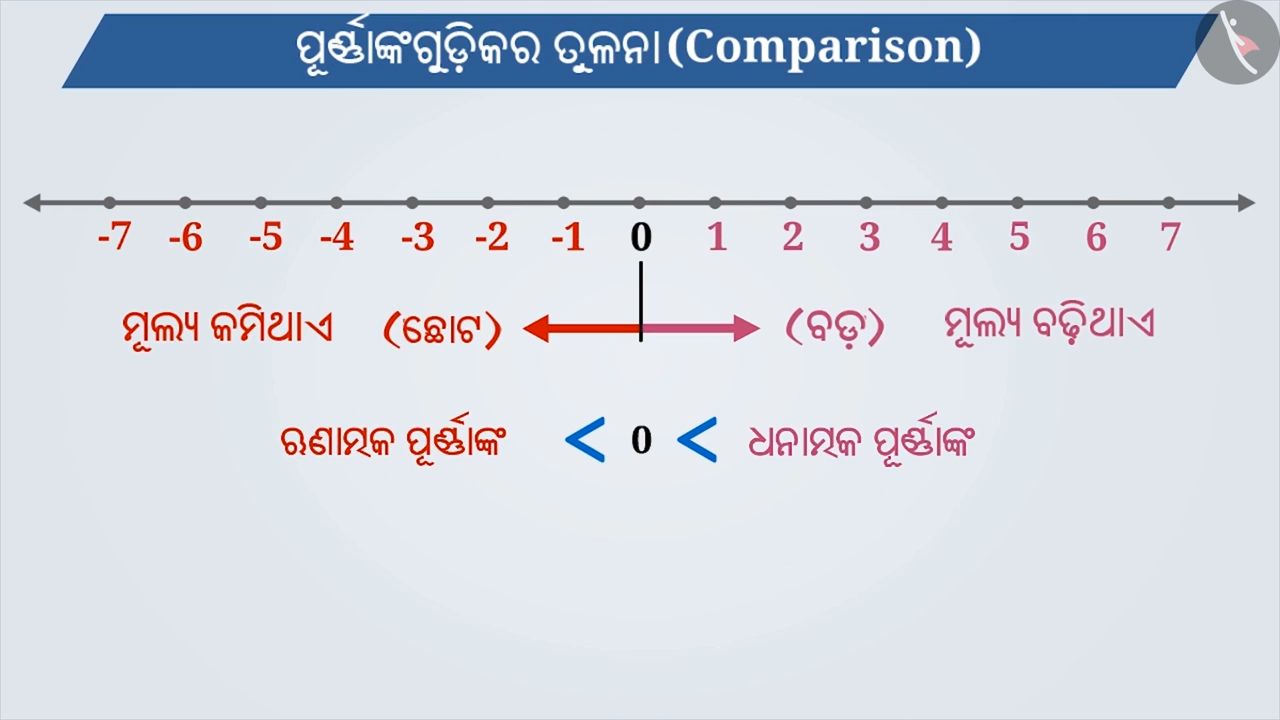 ପୂର୍ଣ୍ଣାଙ୍କଗୁଡ଼ିକର ତୁଳନା (Comparison)
-7 -6 -5 -4 -3 -2 -1 0 1 2 3 4 5 6 7
ମୂଲ୍ୟ କମିଥାଏ (ଛୋଟ) (ବଡ଼) ମୂଲ୍ୟ ବଢ଼ିଥାଏ
ଋଣାତ୍ମକ ପୂର୍ଣ୍ଣାଙ୍କ < 0 < ଧନାତ୍ମକ ପୂର୍ଣ୍ଣାଙ୍କ